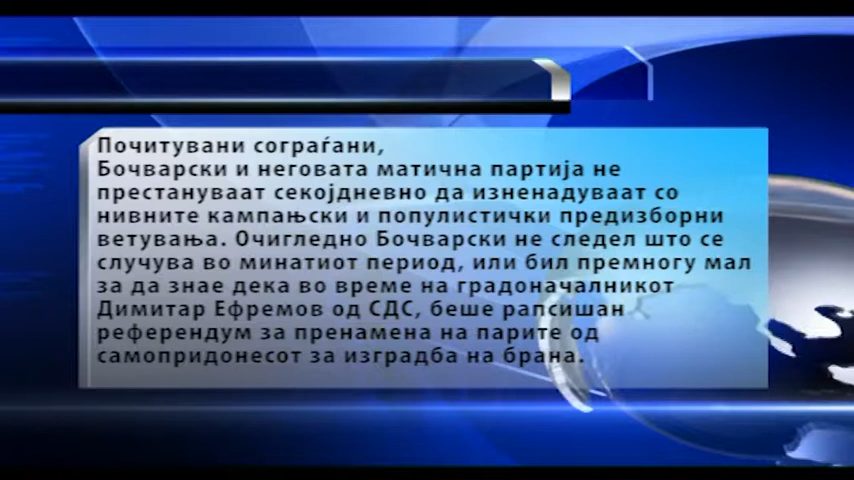 Почитувани сограѓани,
Бочварски и неговата матична партија не
престануваат секојдневно да изненадуваат со
нивните кампањски и популистички предизборни
ветувања. Очигледно Бочварски не следел што се
случува во минатиот период, или бил премногу мал
за да знае дека во време на градоначалникот
Димитар Ефремов од СДС, беше рапсишан
референдум за пренамена на парите од
самопридонесот за изградба на брана.